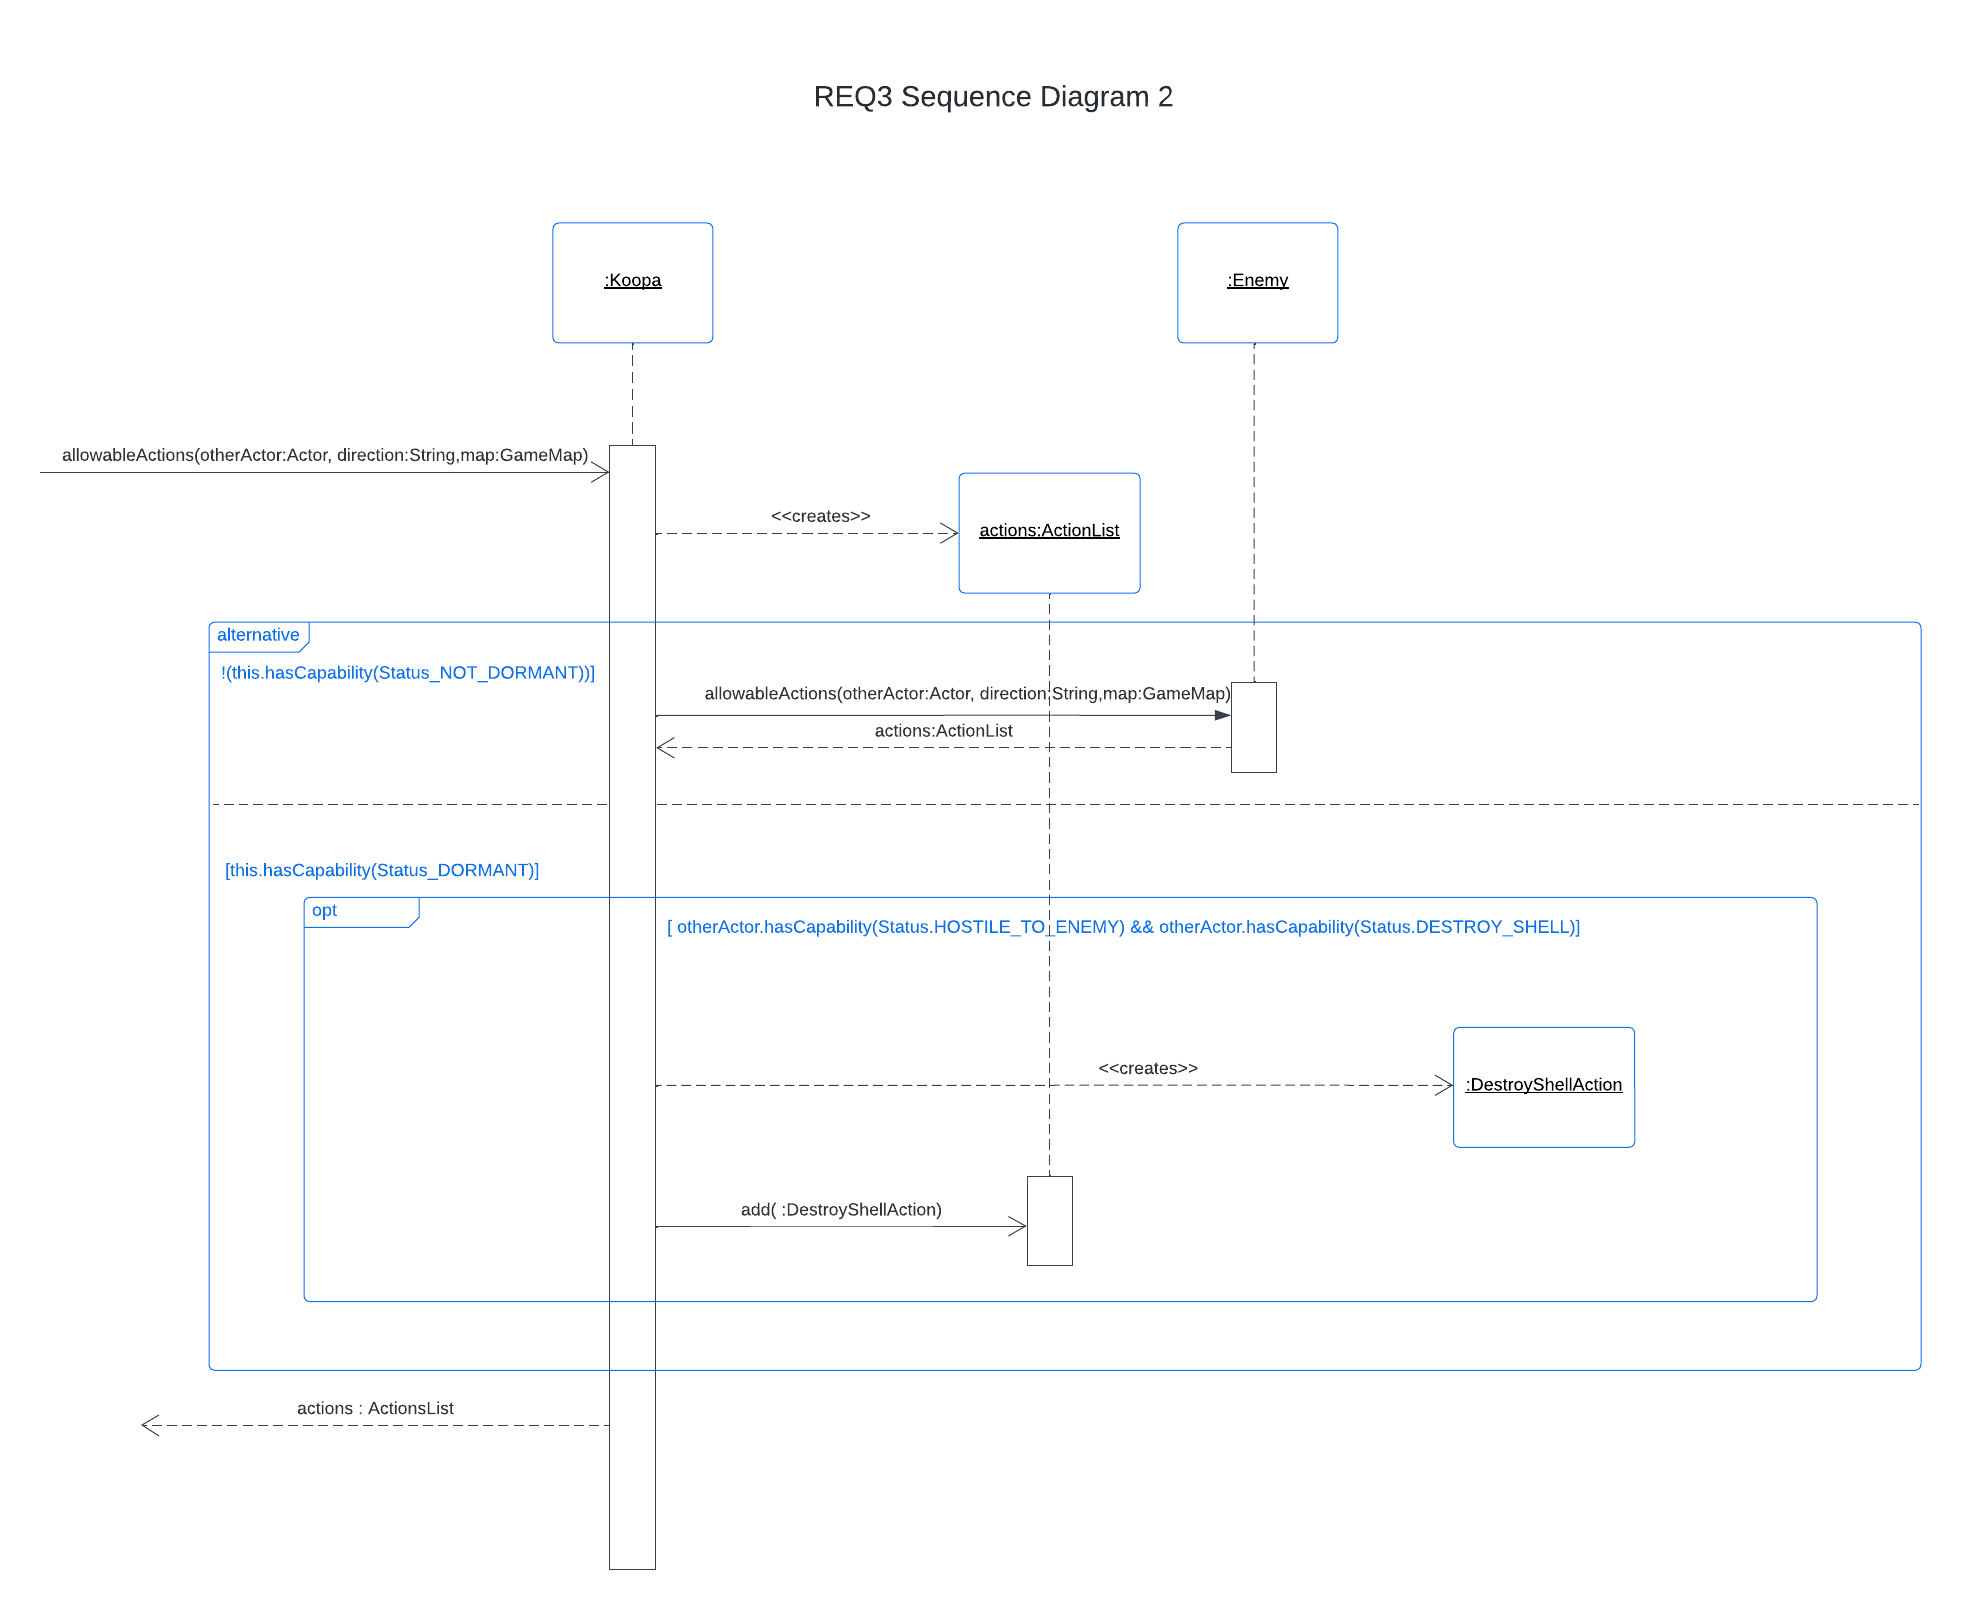 REQ3 Sequence Diagram 2
:Koopa
:Enemy
allowableActions(otherActor:Actor, direction:String,map:GameMap)
<<creates>>
actions:ActionList
alternative
!(this.hasCapability(Status_NOT_DORMANT))]
allowableActions(otherActor:Actor, direction:String,map:GameMap)
actions:ActionList
[this.hasCapability(Status_DORMANT)]
opt
[ otherActor.hasCapability(Status.HOSTILE_TO_ENEMY) && otherActor.hasCapability(Status.DESTROY_SHELL)]
<<creates>>
:DestroyShellAction
add( :DestroyShellAction)
actions : ActionsList